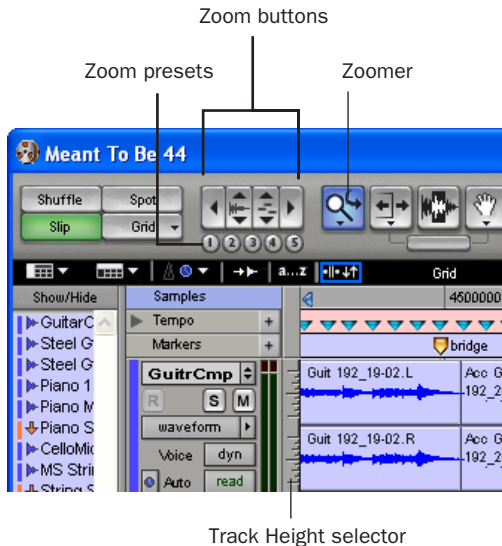 Zoom buttons
Zoom presets
Zoomer
Meant To Be 44
Shuffle
Spot
Slip
Grid
1 2 3 4 5
a...z
Grid
Show/Hide
Samples
4500000
GuitarC
Tempo
+
Steel G
Markers
+
bridge
Steel G
Piano 1
Piano M
Piano S
CelloMic
MS Strin
String S
GuitrCmp
R S M
waveform
Voice dyn
Auto read
Guit 192_19-02.L
Acc G
-192_2
Guit 192_19-02.R
Acc G
-192_2
Track Height selector